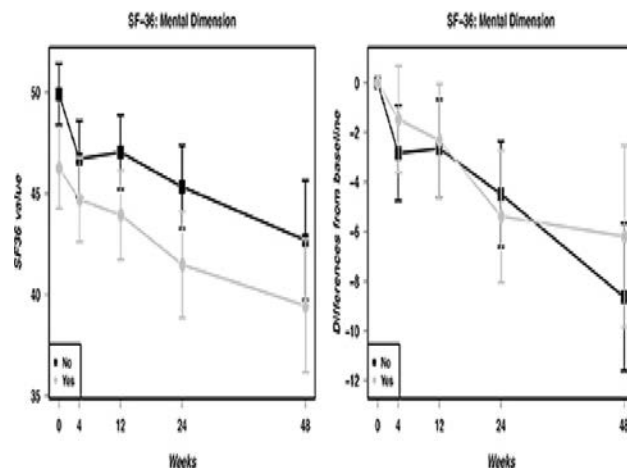 SF-36: Mental Dimension
SF36 value
50
45
40
35
No
Yes
0 4 12 24 48
Weeks
SF-36: Mental Dimension
Differences from baseline
0
-2
-4
-6
-8
-10
-12
No
Yes
0 4 12 24 48
Weeks